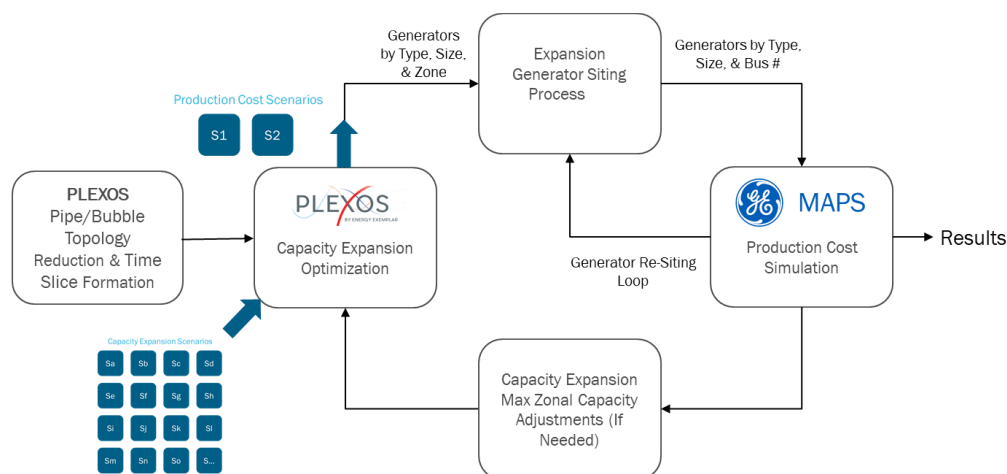 Generators
by Type, Size,
& Zone
Expansion
Generator Siting
Process
Generators by Type,
Size, & Bus #
Production Cost Scenarios
S1
S2
PLEXOS
Pipe/Bubble
Topology
Reduction & Time
Slice Formation
PLEXOS
BY ENERGY EXEMPLAR
Capacity Expansion
Optimization
GE
MAPS
Production Cost
Simulation
Results
Generator Re-Siting
Loop
Capacity Expansion Scenarios
Sa
Sb
Sc
Sd
Se
Sf
Sg
Sh
Si
Sj
Sk
Sl
Sm
Sn
So
S...
Capacity Expansion
Max Zonal Capacity
Adjustments (If
Needed)